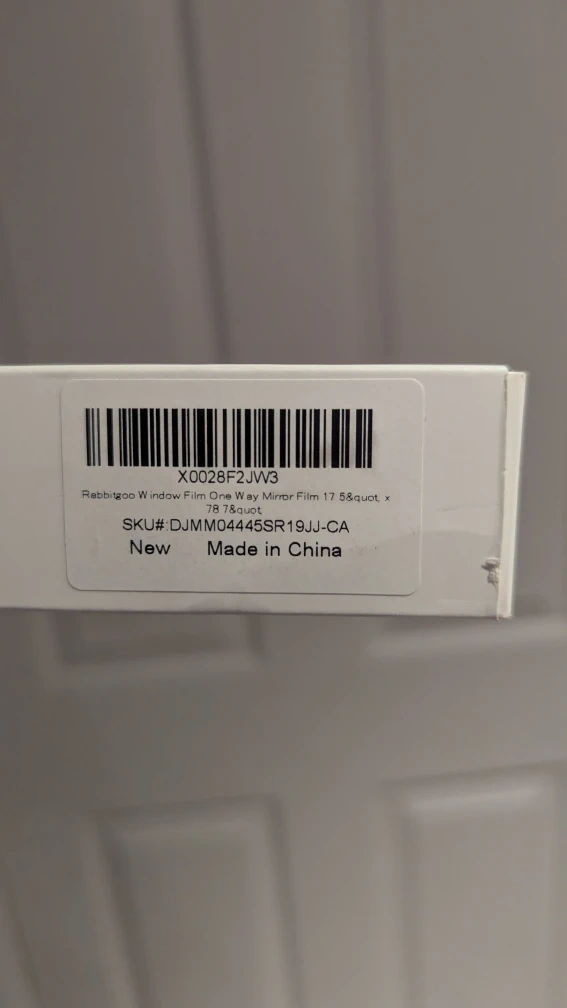 X0028F2JW3
Rabbitgoo Window Film One Way Mirror Film 17 5&quot, x
78 7&quot
SKU#:DJMM04445SR19JJ-CA
New Made in China